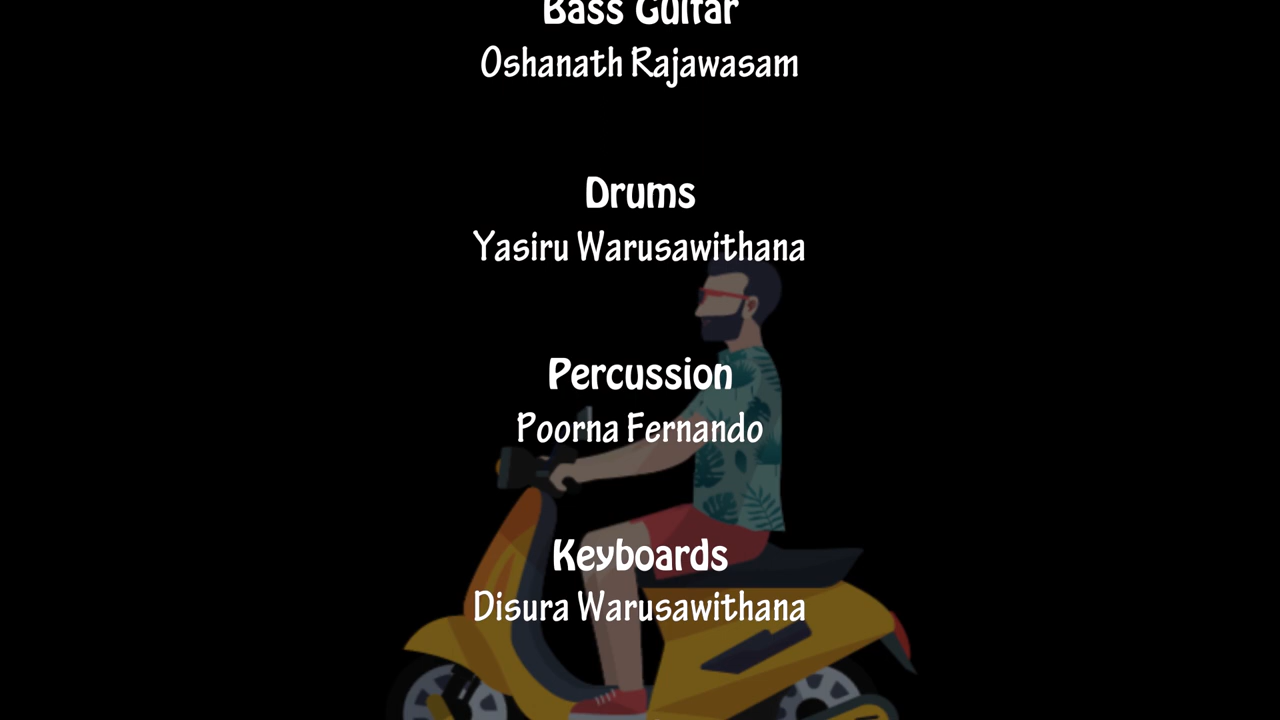 Bass Guitar
Oshanath Rajawasam
Drums
Yasiru Warusawithana
Percussion
Poorna Fernando
Keyboards
Disura Warusawithana